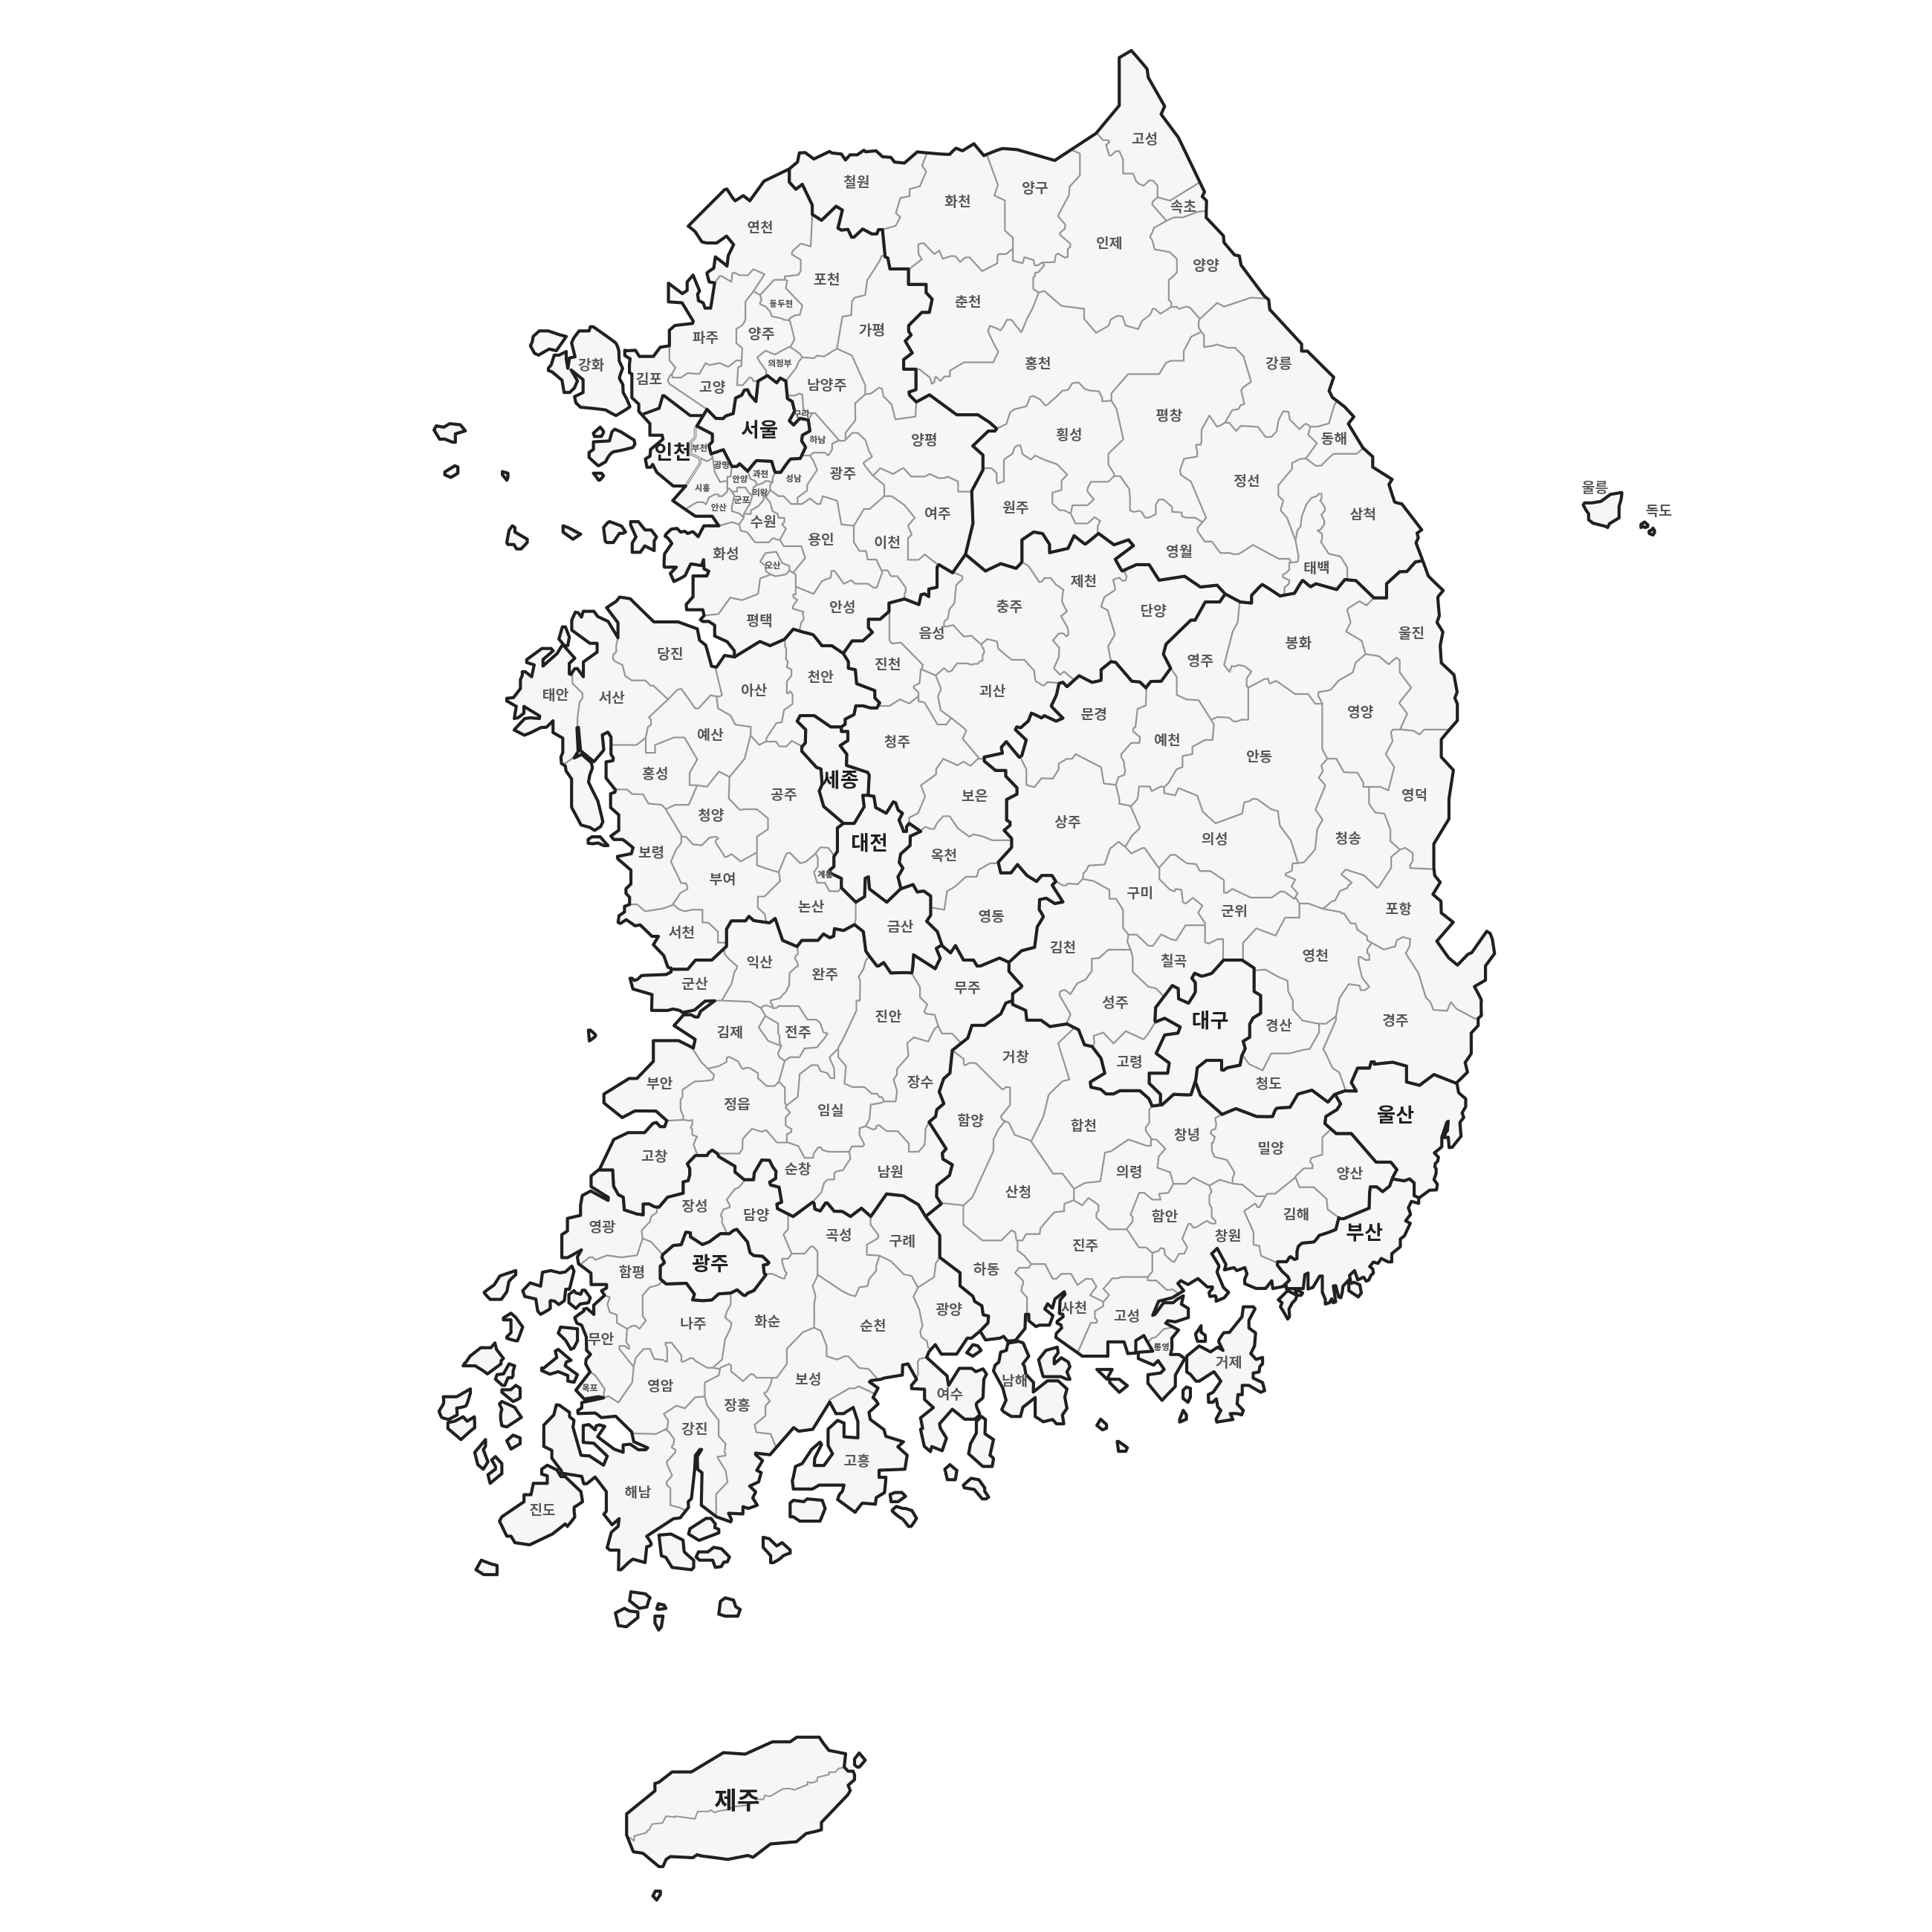 고성
철원
양구
화천
속초
연천
인제
양양
포천
춘천
동두천
가평
양주
파주
강화
의정부
홍천
강릉
김포
고양
남양주
구리
평창
서울
횡성
동해
하남
양평
인천
부천
광명
과천
광주
안양
성남
정선
시흥
의왕
울릉
군포
안산
원주
여주
삼척
독도
수원
용인
이천
화성
영월
오산
태백
제천
충주
안성
단양
평택
음성
울진
봉화
당진
영주
진천
천안
아산
괴산
태안
서산
영양
문경
예산
청주
예천
안동
홍성
세종
공주
보은
영덕
청양
상주
의성
청송
대전
보령
옥천
계룡
부여
구미
논산
군위
포항
영동
금산
서천
김천
영천
익산
칠곡
완주
군산
무주
성주
진안
대구
경주
경산
김제
전주
거창
고령
장수
부안
청도
정읍
임실
울산
함양
합천
창녕
밀양
고창
순창
남원
의령
양산
산청
장성
담양
함안
김해
영광
부산
곡성
창원
구례
진주
광주
하동
함평
광양
사천
고성
화순
나주
순천
무안
통영
거제
보성
남해
영암
목포
여수
장흥
강진
고흥
해남
진도
제주